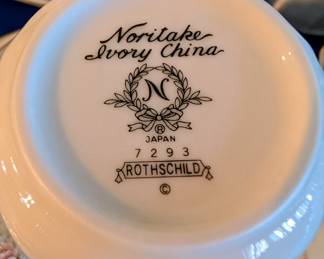 Noritake
Ivory China
N
®
JAPAN
7293
ROTHSCHILD
©